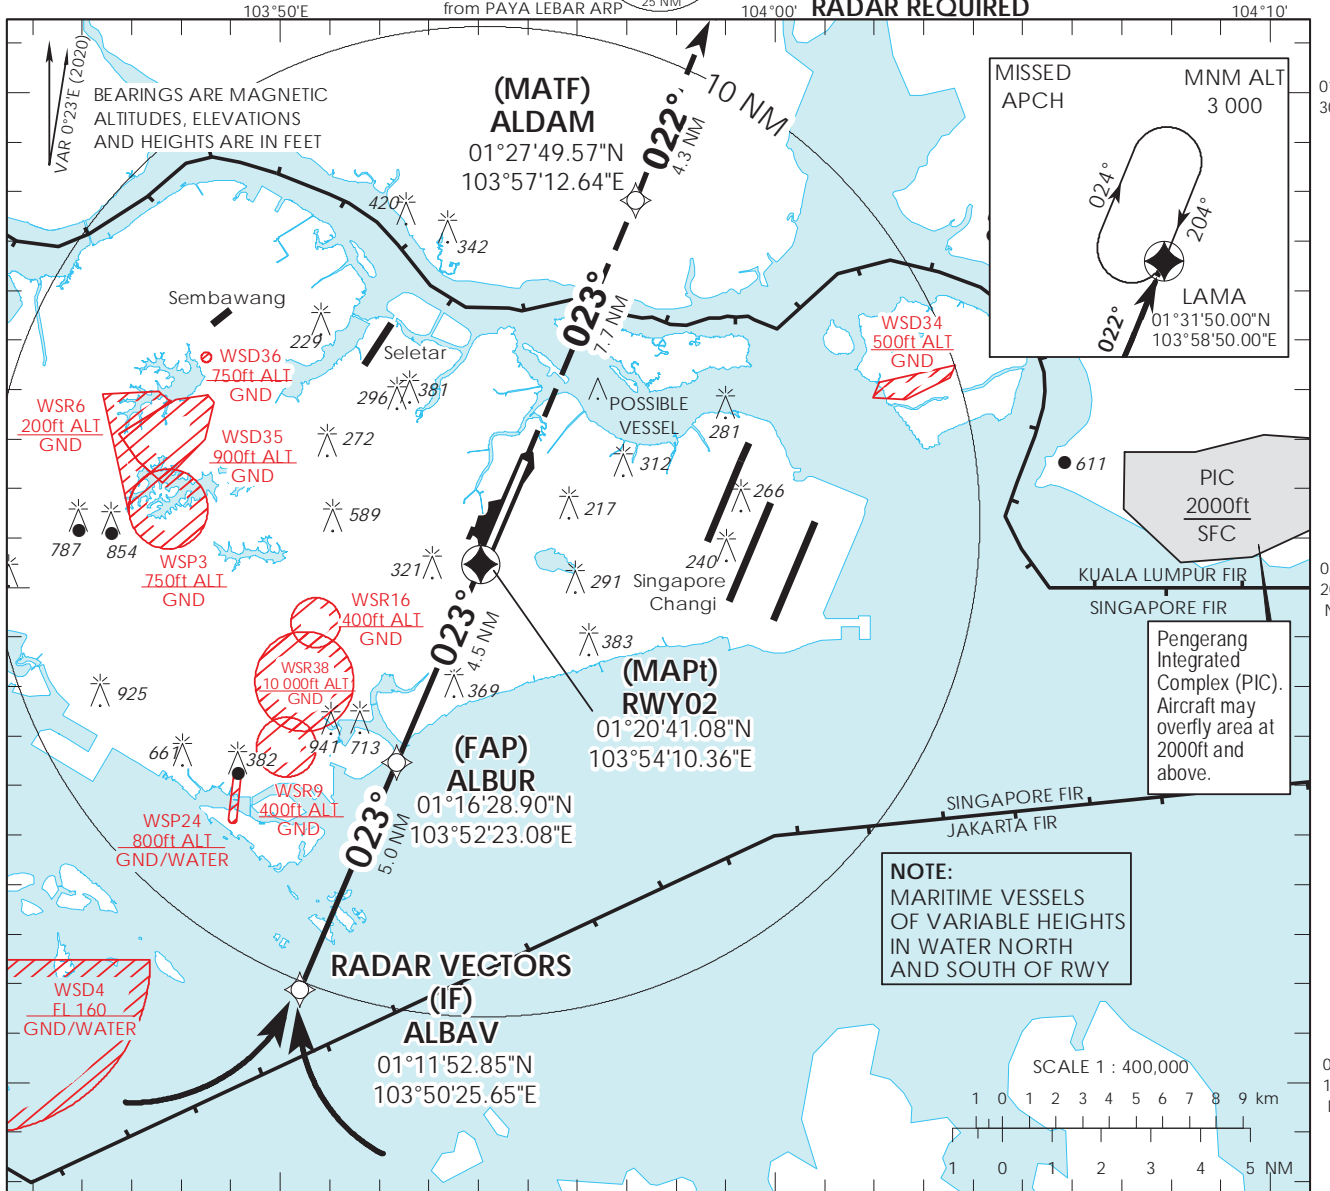 103°50'E
from PAYA LEBAR ARP
25 NM
104°00'
RADAR REQUIRED
104°10'
VAR 0°23'E (2020)
BEARINGS ARE MAGNETIC
ALTITUDES, ELEVATIONS
AND HEIGHTS ARE IN FEET
(MATF)
ALDAM
01°27'49.57"N
103°57'12.64"E
022°
4.3 NM
10 NM
MISSED
APCH
MNM ALT
3 000
024°
204°
022°
LAMA
01°31'50.00"N
103°58'50.00"E
420
342
Sembawang
229
Seletar
023°
7.7 NM
WSD34
500ft ALT
GND
WSD36
750ft ALT
GND
296
381
WSR6
200ft ALT
GND
WSD35
900ft ALT
GND
272
POSSIBLE
VESSEL
281
312
611
PIC
2000ft
SFC
266
217
589
787
854
240
321
291
WSP3
750ft ALT
GND
Singapore
Changi
KUALA LUMPUR FIR
SINGAPORE FIR
WSR16
400ft ALT
GND
023°
4.5 NM
383
Pengerang
Integrated
Complex (PIC).
Aircraft may
overfly area at
2000ft and
above.
WSR38
10 000ft ALT
GND
369
925
(MAPt)
RWY02
01°20'41.08"N
103°54'10.36"E
941
713
661
382
(FAP)
ALBUR
01°16'28.90"N
103°52'23.08"E
WSR9
400ft ALT
GND
WSP24
800ft ALT
GND/WATER
023°
5.0 NM
SINGAPORE FIR
JAKARTA FIR
NOTE:
MARITIME VESSELS
OF VARIABLE HEIGHTS
IN WATER NORTH
AND SOUTH OF RWY
RADAR VECTORS
(IF)
ALBAV
01°11'52.85"N
103°50'25.65"E
WSD4
FL 160
GND/WATER
SCALE 1 : 400,000
1 0 1 2 3 4 5 6 7 8 9 km
1 0 1 2 3 4 5 NM